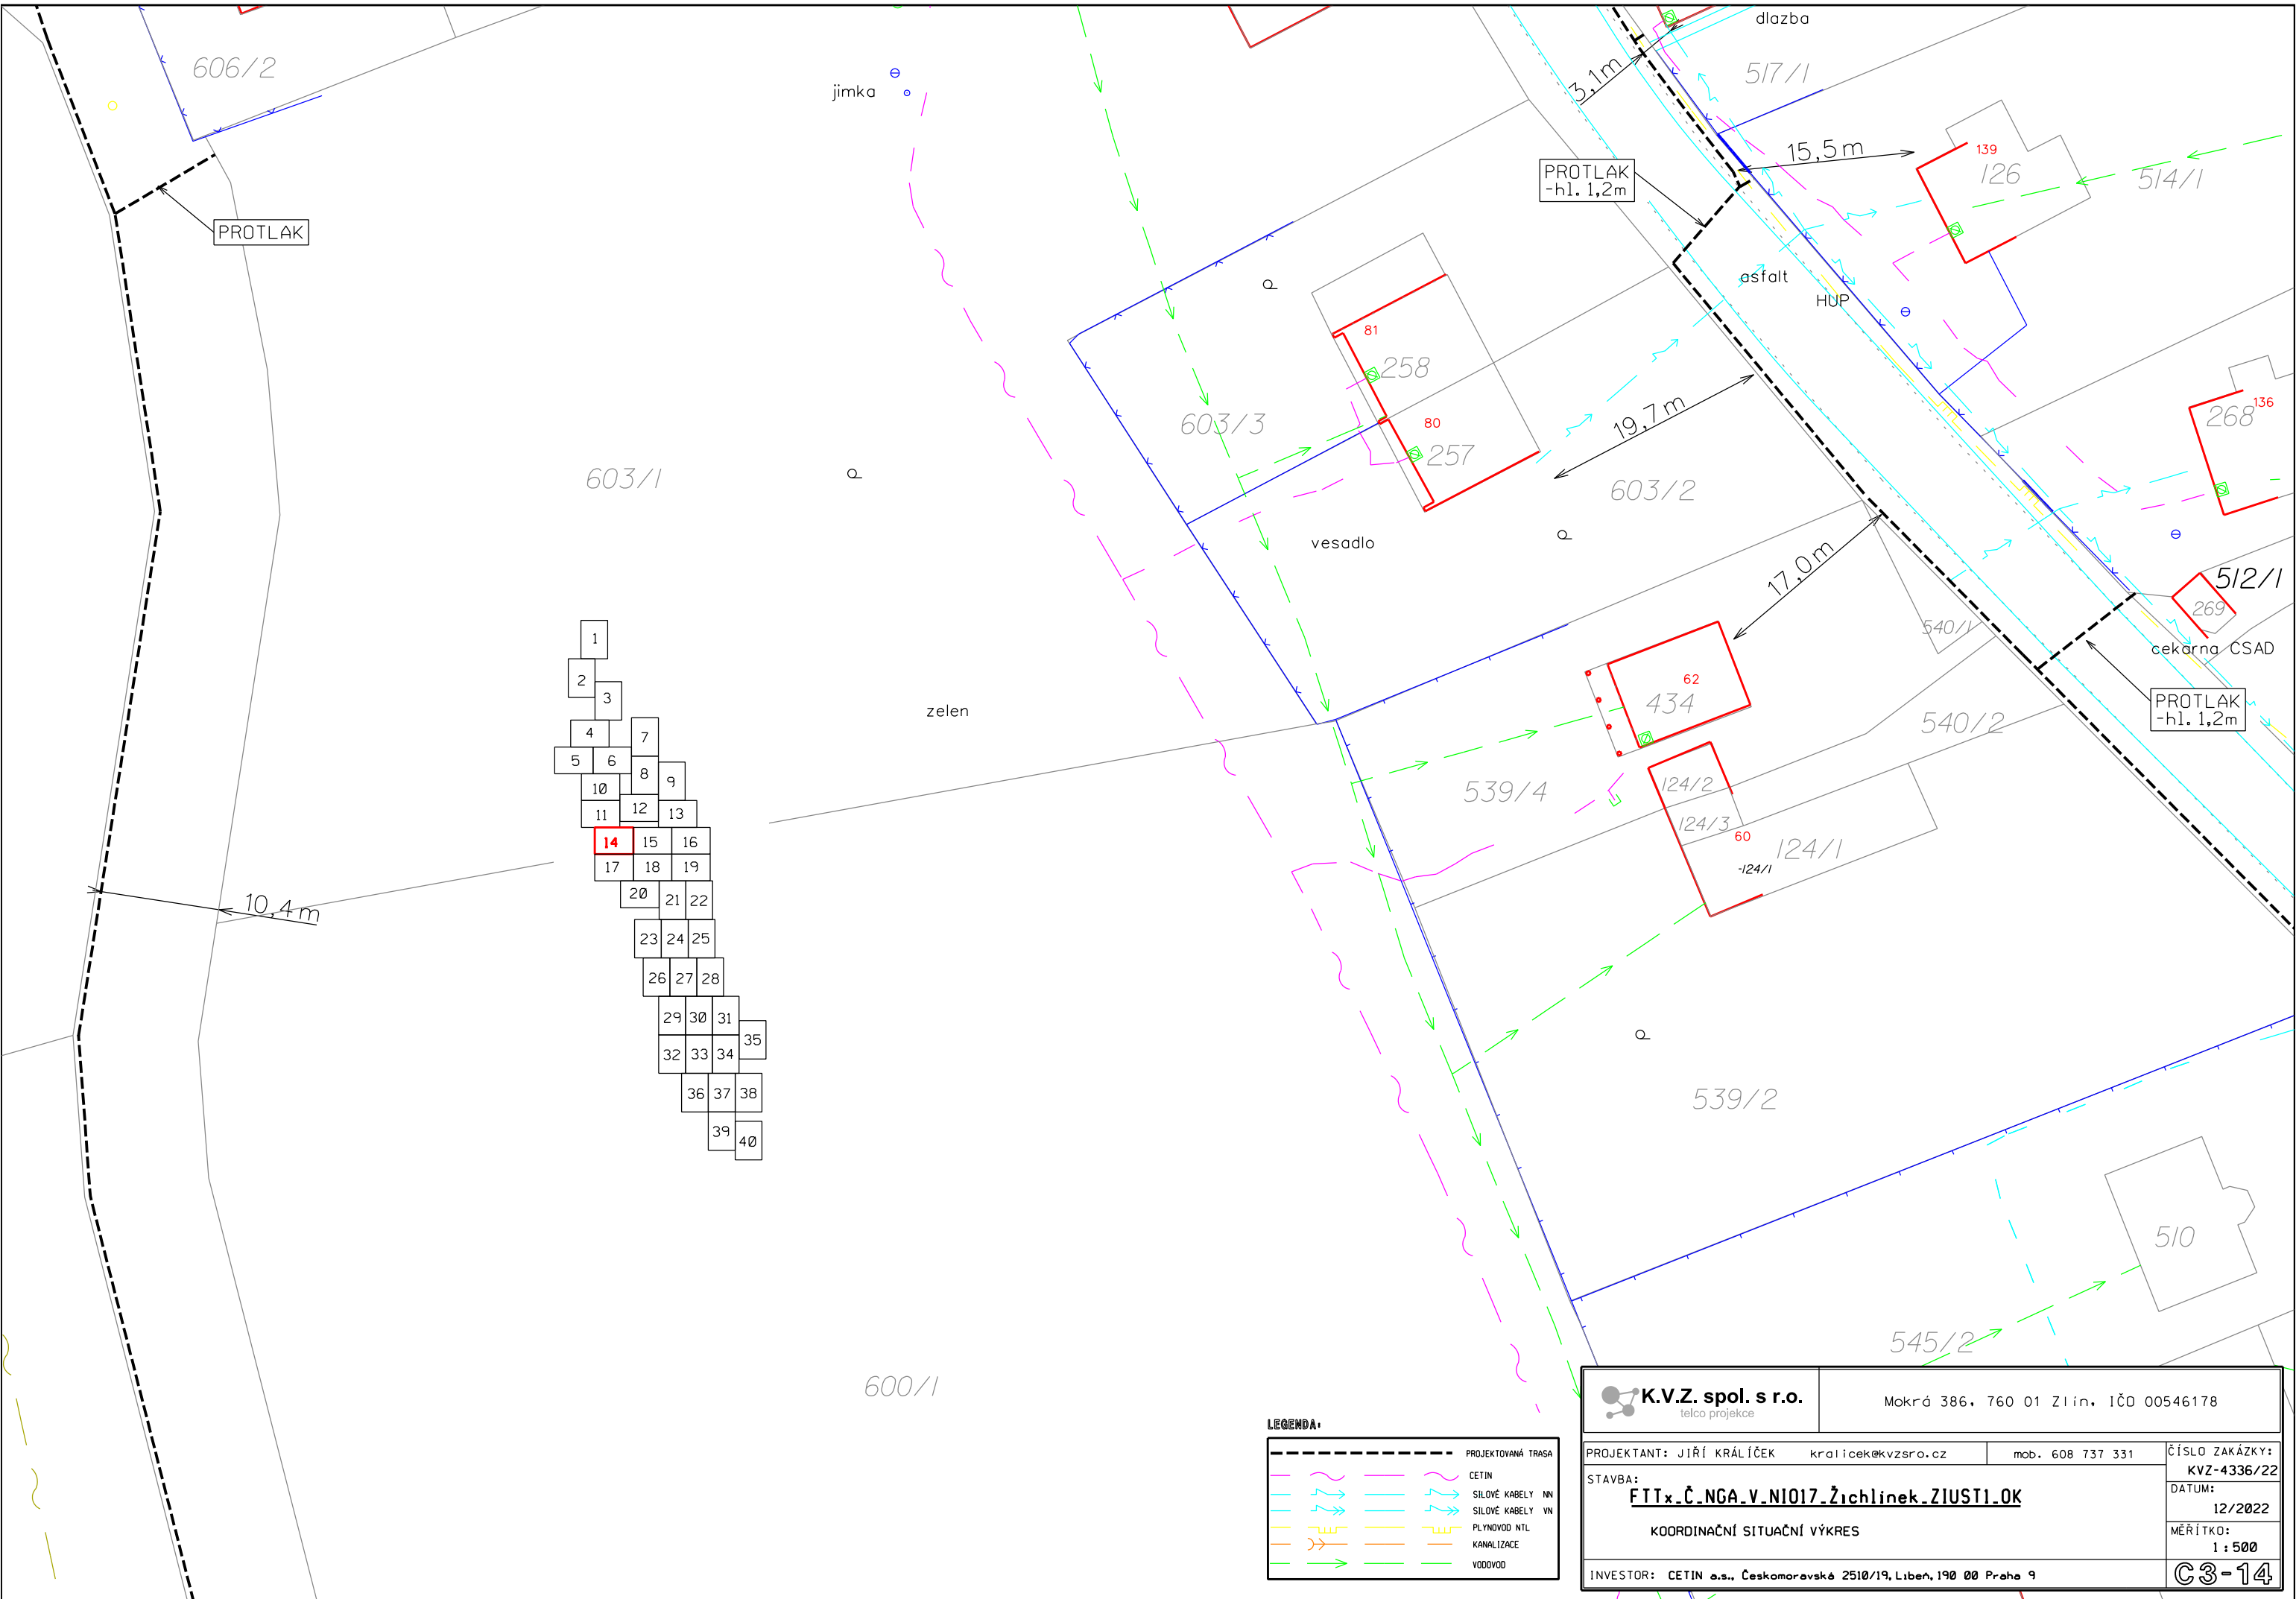 dlazba
606/2
517/1
3,1m
jimka
15,5m
139
126
514/1
PROTLAK
-hl. 1,2m
PROTLAK
asfalt
HUP
81
258
603/3
80
257
19,7m
136
268
603/1
603/2
vesadlo
17,0m
512/1
269
540/1
cekarna CSAD
62
434
PROTLAK
-hl. 1,2m
540/2
zelen
539/4
124/2
124/3
60
124/1
-124/1
10,4m
1
2
3
4
7
5
6
8
9
10
11
12
13
14
15
16
17
18
19
20
21
22
23
24
25
26
27
28
29
30
31
35
32
33
34
36
37
38
39
40
539/2
510
545/2
600/1
LEGENDA:
PROJEKTOVANÁ TRASA
CETIN
SILOVÉ KABELY NN
SILOVÉ KABELY VN
PLYNOVOD NTL
KANALIZACE
VODOVOD
K.V.Z. spol. s r.o.
telco projekce
Mokrá 386, 760 01 Zlín, IČO 00546178
PROJEKTANT: JIŘÍ KRÁLÍČEK kralicek@kvzsro.cz mob. 608 737 331
ČÍSLO ZAKÁZKY:
KVZ-4336/22
STAVBA:
FTTx_Č_NGA_V_NI017_Žichlínek_ZIUST1_OK
DATUM:
12/2022
KOORDINAČNÍ SITUAČNÍ VÝKRES
MĚŘÍTKO:
1:500
INVESTOR: CETIN a.s., Českomoravská 2510/19, Libeň, 190 00 Praha 9
C3-14